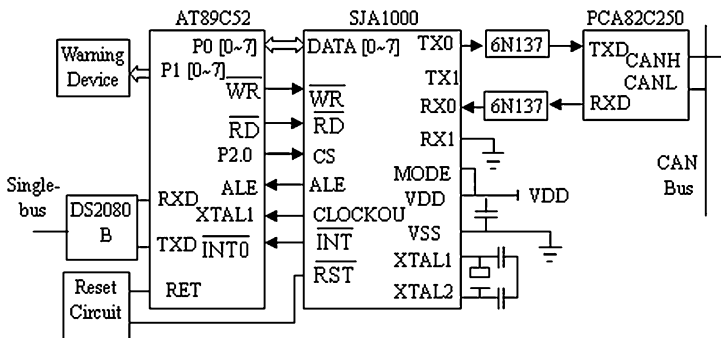 AT89C52
SJA1000
PCA82C250
Warning
Device
P0 [0~7]
P1 [0~7]
WR
RD
P2.0
ALE
RXD
XTAL1
TXD
INT0
RET
Single-
bus
DS2080
B
Reset
Circuit
DATA [0~7]
WR
RD
CS
ALE
CLOCKOU
INT
RST
TX0
TX1
RX0
RX1
MODE
VDD
VSS
XTAL1
XTAL2
6N137
6N137
VDD
TXD
CANH
CANL
RXD
CAN
Bus